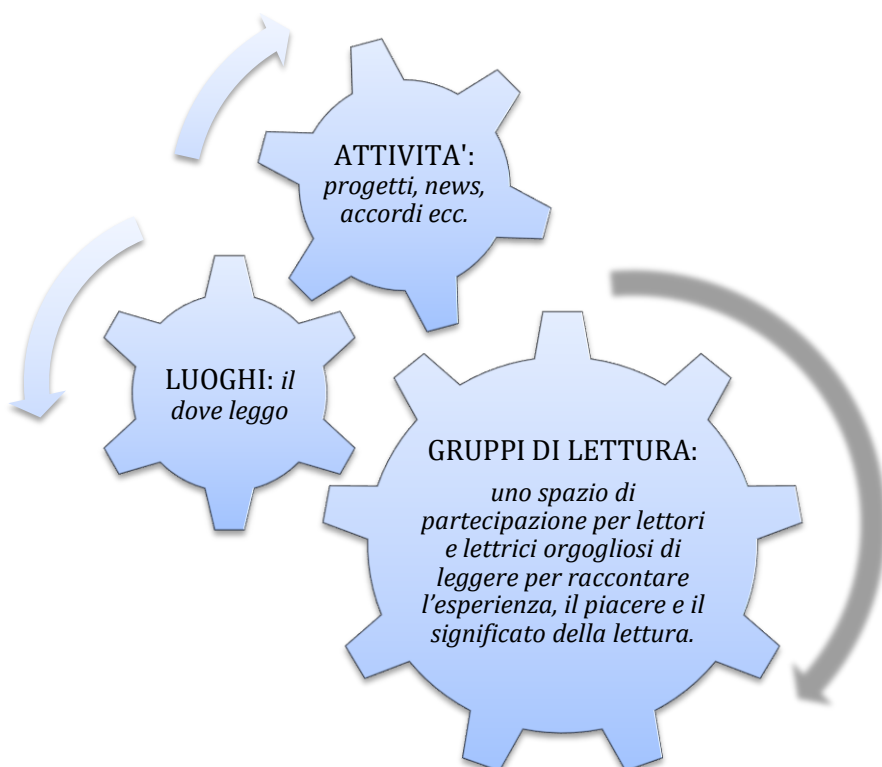 ATTIVITA':
progetti, news,
accordi ecc.
LUOGHI: il
dove leggo
GRUPPI DI LETTURA:
uno spazio di
partecipazione per lettori
e lettrici orgogliosi di
leggere per raccontare
l’esperienza, il piacere e il
significato della lettura.